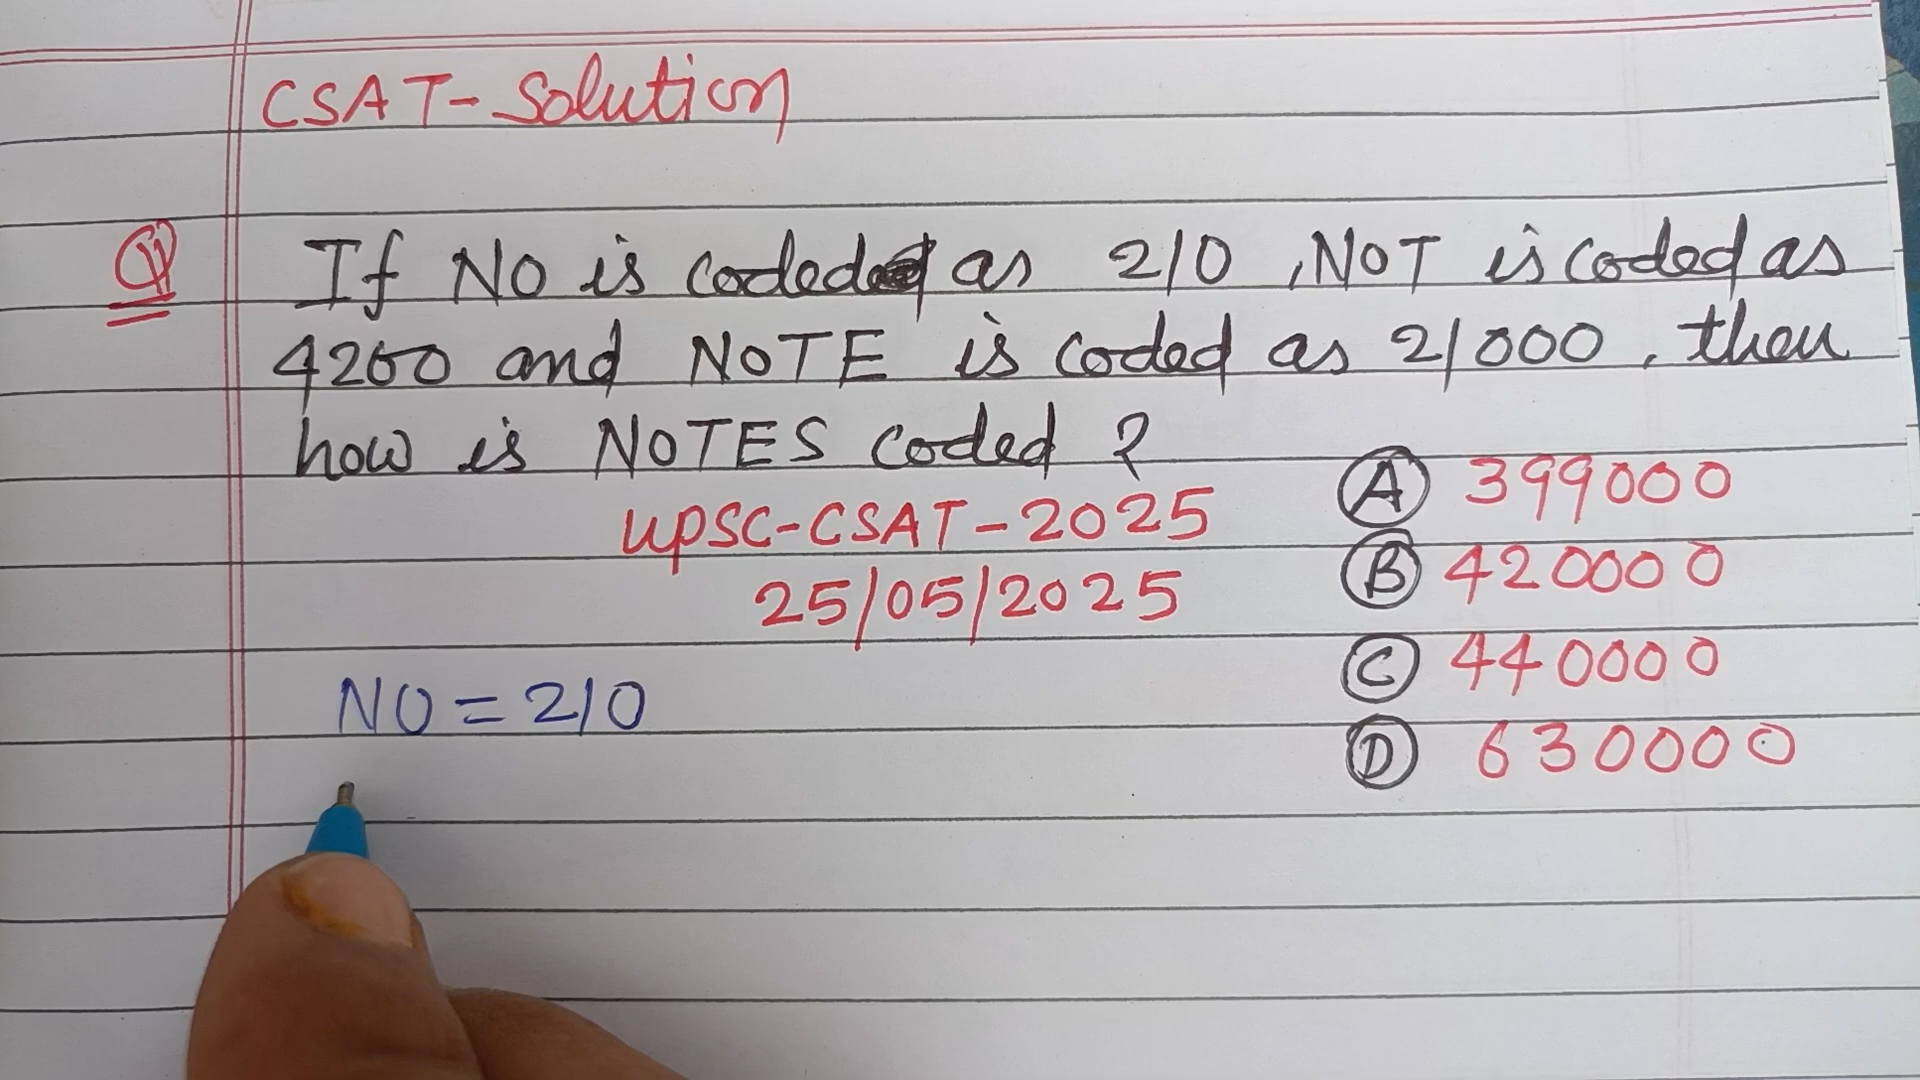 CSAT-Solution
Q If NO is coded as 210, NOT is coded as
4200 and NOTE is coded as 21000, then
how is NOTES coded?
A 399000
UPSC-CSAT-2025
B 420000
25/05/2025
C 440000
NO = 210
D 630000